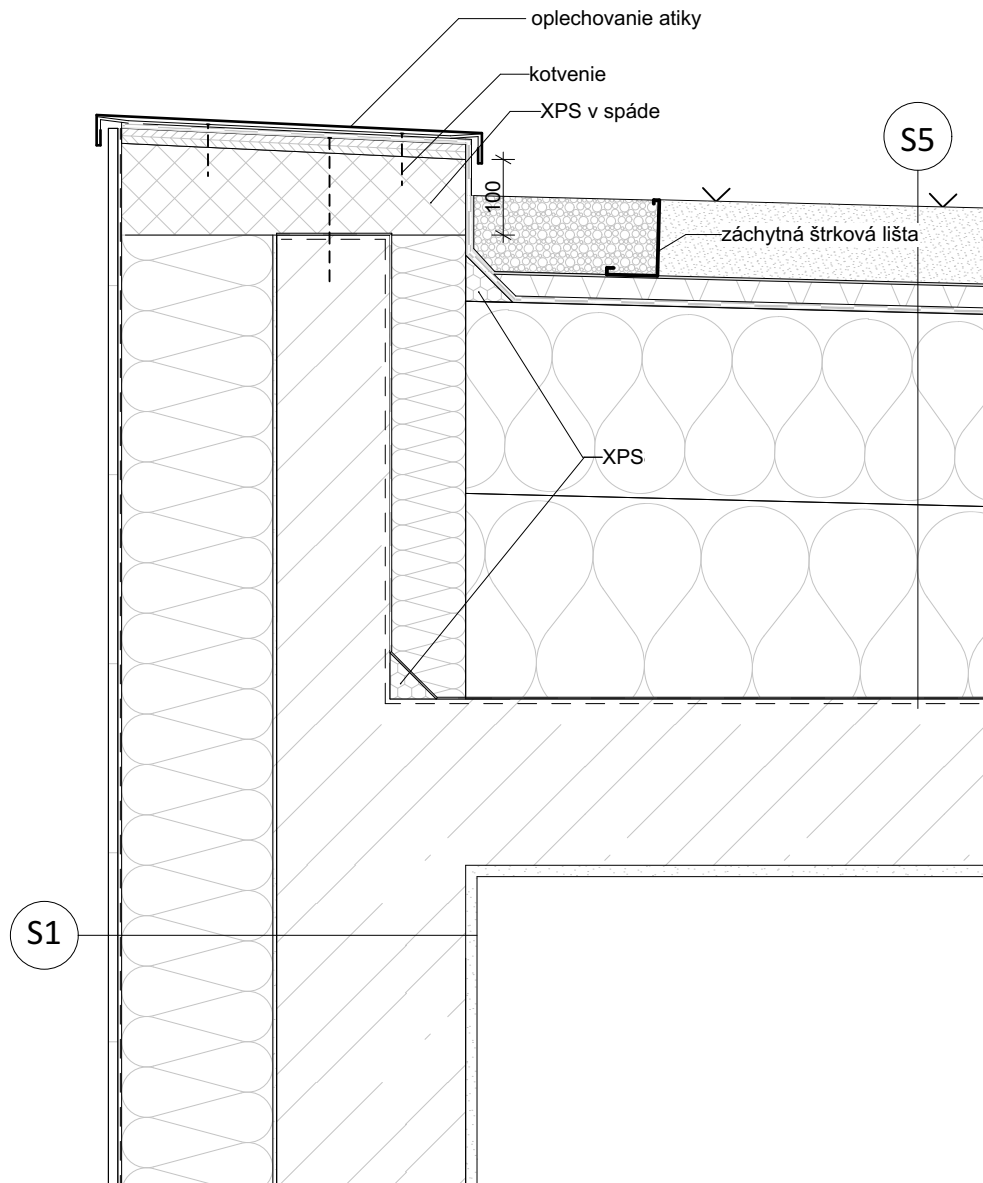 oplechovanie atiky
kotvenie
XPS v spáde
S5
100
záchytná štrková lišta
XPS
S1